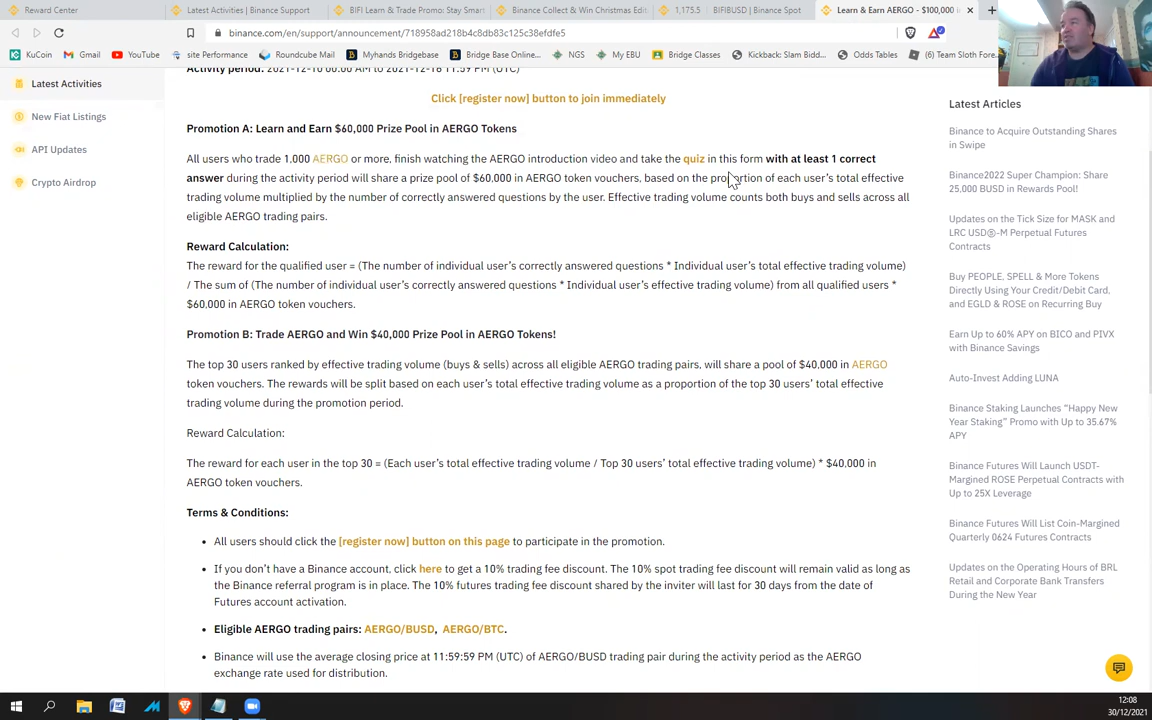 Reward Center
Latest Activities | Binance Support
BIFI Learn & Trade Promo: Stay Smart
Binance Collect & Win Christmas Edit
1,175.5 BIFIBUSD | Binance Spot
Learn & Earn AERGO - $100,000 i
binance.com/en/support/announcement/718958ad218b4c8db83c125c38efdfe5
KuCoin
Gmail
YouTube
site Performance
Roundcube Mail
Myhands Bridgebase
Bridge Base Online...
NGS
My EBU
Bridge Classes
Kickback: Slam Bidd...
Odds Tables
(6) Team Sloth Fore...
Latest Activities
New Fiat Listings
API Updates
Crypto Airdrop
Activity period: 2021-12-10 00:00 AM to 2021-12-16 11:59 PM (UTC)
Click [register now] button to join immediately
Promotion A: Learn and Earn $60,000 Prize Pool in AERGO Tokens
All users who trade 1,000 AERGO or more, finish watching the AERGO introduction video and take the quiz in this form with at least 1 correct
answer during the activity period will share a prize pool of $60,000 in AERGO token vouchers, based on the proportion of each user's total effective
trading volume multiplied by the number of correctly answered questions by the user. Effective trading volume counts both buys and sells across all
eligible AERGO trading pairs.
Reward Calculation:
The reward for the qualified user = (The number of individual user's correctly answered questions * Individual user's total effective trading volume)
/ The sum of (The number of individual user's correctly answered questions * Individual user's effective trading volume) from all qualified users *
$60,000 in AERGO token vouchers.
Promotion B: Trade AERGO and Win $40,000 Prize Pool in AERGO Tokens!
The top 30 users ranked by effective trading volume (buys & sells) across all eligible AERGO trading pairs, will share a pool of $40,000 in AERGO
token vouchers. The rewards will be split based on each user's total effective trading volume as a proportion of the top 30 users' total effective
trading volume during the promotion period.
Reward Calculation:
The reward for each user in the top 30 = (Each user's total effective trading volume / Top 30 users' total effective trading volume) * $40,000 in
AERGO token vouchers.
Terms & Conditions:
• All users should click the [register now] button on this page to participate in the promotion.
• If you don't have a Binance account, click here to get a 10% trading fee discount. The 10% spot trading fee discount will remain valid as long as
the Binance referral program is in place. The 10% futures trading fee discount shared by the inviter will last for 30 days from the date of
Futures account activation.
• Eligible AERGO trading pairs: AERGO/BUSD, AERGO/BTC.
• Binance will use the average closing price at 11:59:59 PM (UTC) of AERGO/BUSD trading pair during the activity period as the AERGO
exchange rate used for distribution.
Latest Articles
Binance to Acquire Outstanding Shares
in Swipe
Binance2022 Super Champion: Share
25,000 BUSD in Rewards Pool!
Updates on the Tick Size for MASK and
LRC USDⓈ-M Perpetual Futures
Contracts
Buy PEOPLE, SPELL & More Tokens
Directly Using Your Credit/Debit Card,
and EGLD & ROSE on Recurring Buy
Earn Up to 60% APY on BICO and PIVX
with Binance Savings
Auto-Invest Adding LUNA
Binance Staking Launches “Happy New
Year Staking” Promo with Up to 35.67%
APY
Binance Futures Will Launch USDT-
Margined ROSE Perpetual Contracts with
Up to 25X Leverage
Binance Futures Will List Coin-Margined
Quarterly 0624 Futures Contracts
Updates on the Operating Hours of BRL
Retail and Corporate Bank Transfers
During the New Year
12:08
30/12/2021